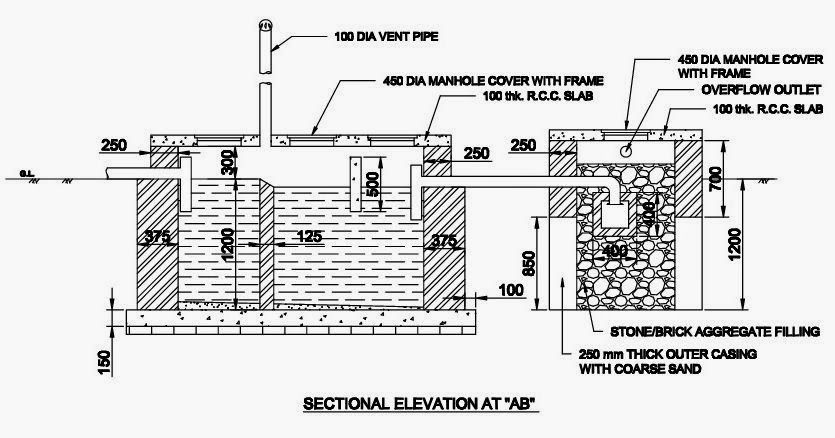 100 DIA VENT PIPE
450 DIA MANHOLE COVER WITH FRAME
100 thk. R.C.C. SLAB
450 DIA MANHOLE COVER
WITH FRAME
OVERFLOW OUTLET
100 thk. R.C.C. SLAB
250
300
500
250
250
700
G.L.
375
1200
125
375
400
400
850
1200
100
150
STONE/BRICK AGGREGATE FILLING
250 mm THICK OUTER CASING
WITH COARSE SAND
SECTIONAL ELEVATION AT "AB"